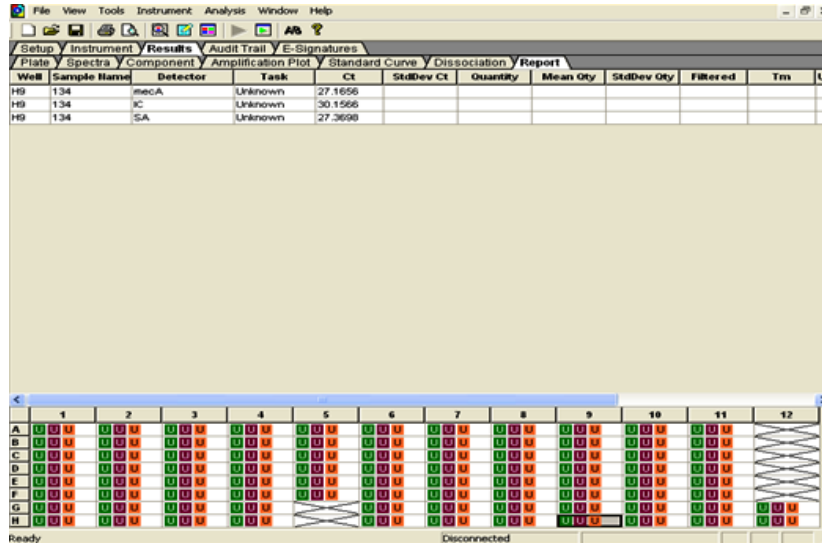 File View Tools Instrument Analysis Window Help
Setup Instrument Results Audit Trail E-Signatures
Plate Spectra Component Amplification Plot Standard Curve Dissociation Report
Well Sample Name Detector Task Ct StdDev Ct Quantity Mean Qty StdDev Qty Filtered Tm
H9 134 mecA Unknown 27.1656
H9 134 IC Unknown 30.1566
H9 134 SA Unknown 27.3698
1 2 3 4 5 6 7 8 9 10 11 12
A U U U U U U U U U U U U U U U U U U U U U U U U U U U U U U U U U
B U U U U U U U U U U U U U U U U U U U U U U U U U U U U U U U U U
C U U U U U U U U U U U U U U U U U U U U U U U U U U U U U U U U U
D U U U U U U U U U U U U U U U U U U U U U U U U U U U U U U U U U
E U U U U U U U U U U U U U U U U U U U U U U U U U U U U U U U U U
F U U U U U U U U U U U U U U U U U U U U U U U U U U U U U U U U U
G U U U U U U U U U U U U U U U U U U U U U U U U U U U U U U U U U
H U U U U U U U U U U U U U U U U U U U U U U U U U U U U U U U U U
Ready Disconnected